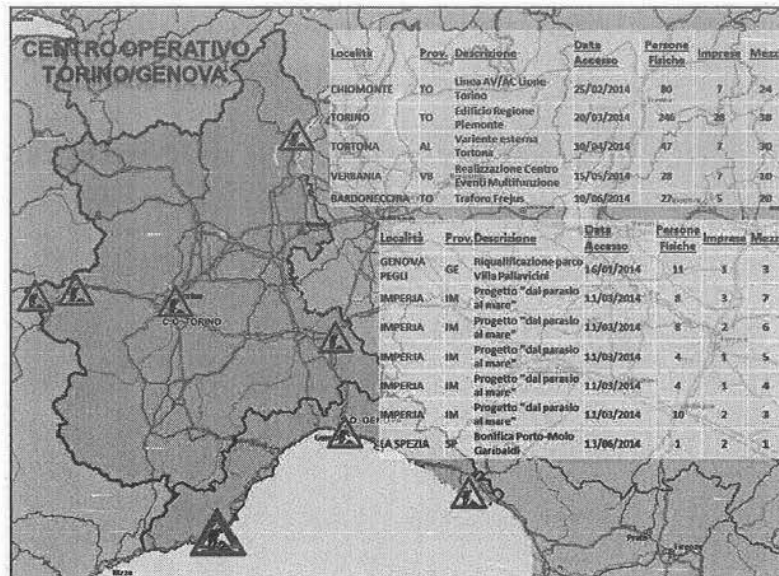 CENTRO OPERATIVO
TORINO/GENOVA
Località Prov. Descrizione Data Accesso Persone Fisiche Imprese Mezzi
CHIOMONTE TO Linea AV/AC Lione Torino 25/02/2014 80 7 24
TORINO TO Edificio Regione Piemonte 20/03/2014 246 28 38
TORTONA AL Variente esterna Tortona 30/04/2014 47 7 30
VERBANIA VB Realizzazione Centro Eventi Multifunzione 15/05/2014 28 7 10
BARDONECCHIA TO Traforo Frejus 10/06/2014 27 5 20
Località Prov. Descrizione Data Accesso Persone Fisiche Imprese Mezzi
GENOVA PEGLI GE Riqualificazione parco Villa Pallavicini 16/01/2014 11 1 3
IMPERIA IM Progetto "dal parasio al mare" 11/03/2014 8 3 7
IMPERIA IM Progetto "dal parasio al mare" 11/03/2014 8 2 6
IMPERIA IM Progetto "dal parasio al mare" 11/03/2014 4 1 5
IMPERIA IM Progetto "dal parasio al mare" 11/03/2014 4 1 4
IMPERIA IM Progetto "dal parasio al mare" 11/03/2014 10 2 3
LA SPEZIA SP Bonifica Porto-Molo Garibaldi 13/06/2014 1 2 1
C.O. TORINO